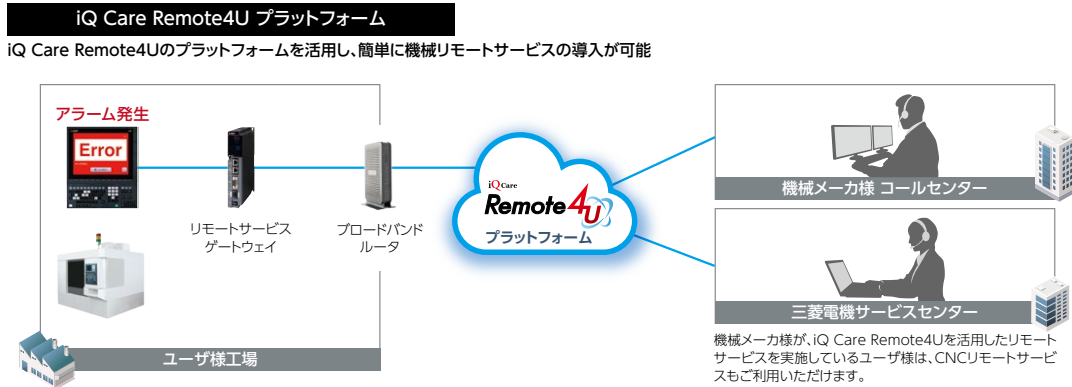 iQ Care Remote4U プラットフォーム
iQ Care Remote4Uのプラットフォームを活用し、簡単に機械リモートサービスの導入が可能
アラーム発生
Error
リモートサービス
ゲートウェイ
ブロードバンド
ルータ
ユーザ様工場
iQ Care
Remote4U
プラットフォーム
機械メーカ様 コールセンター
三菱電機サービスセンター
機械メーカ様が、iQ Care Remote4Uを活用したリモート
サービスを実施しているユーザ様は、CNCリモートサービ
スもご利用いただけます。